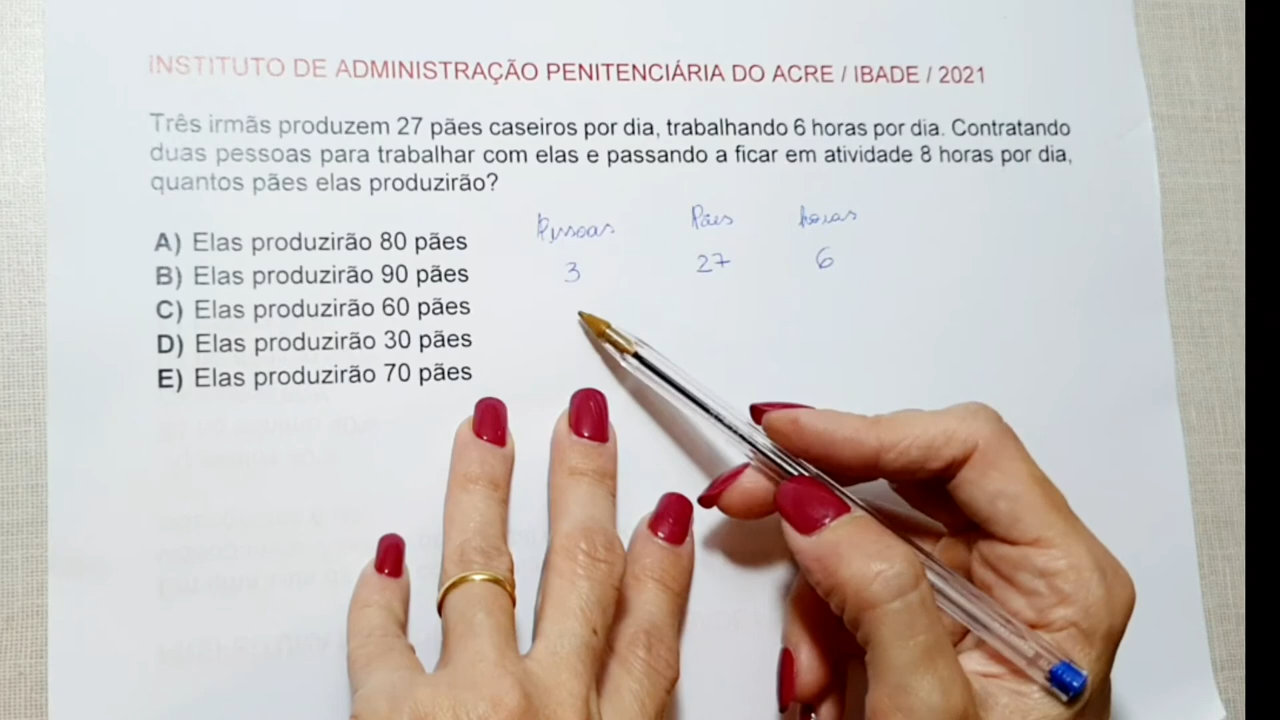 INSTITUTO DE ADMINISTRAÇÃO PENITENCIÁRIA DO ACRE / IBADE / 2021
Três irmãs produzem 27 pães caseiros por dia, trabalhando 6 horas por dia. Contratando
duas pessoas para trabalhar com elas e passando a ficar em atividade 8 horas por dia,
quantos pães elas produzirão?
A) Elas produzirão 80 pães
B) Elas produzirão 90 pães
C) Elas produzirão 60 pães
D) Elas produzirão 30 pães
E) Elas produzirão 70 pães
Pessoas Pães horas
3 27 6